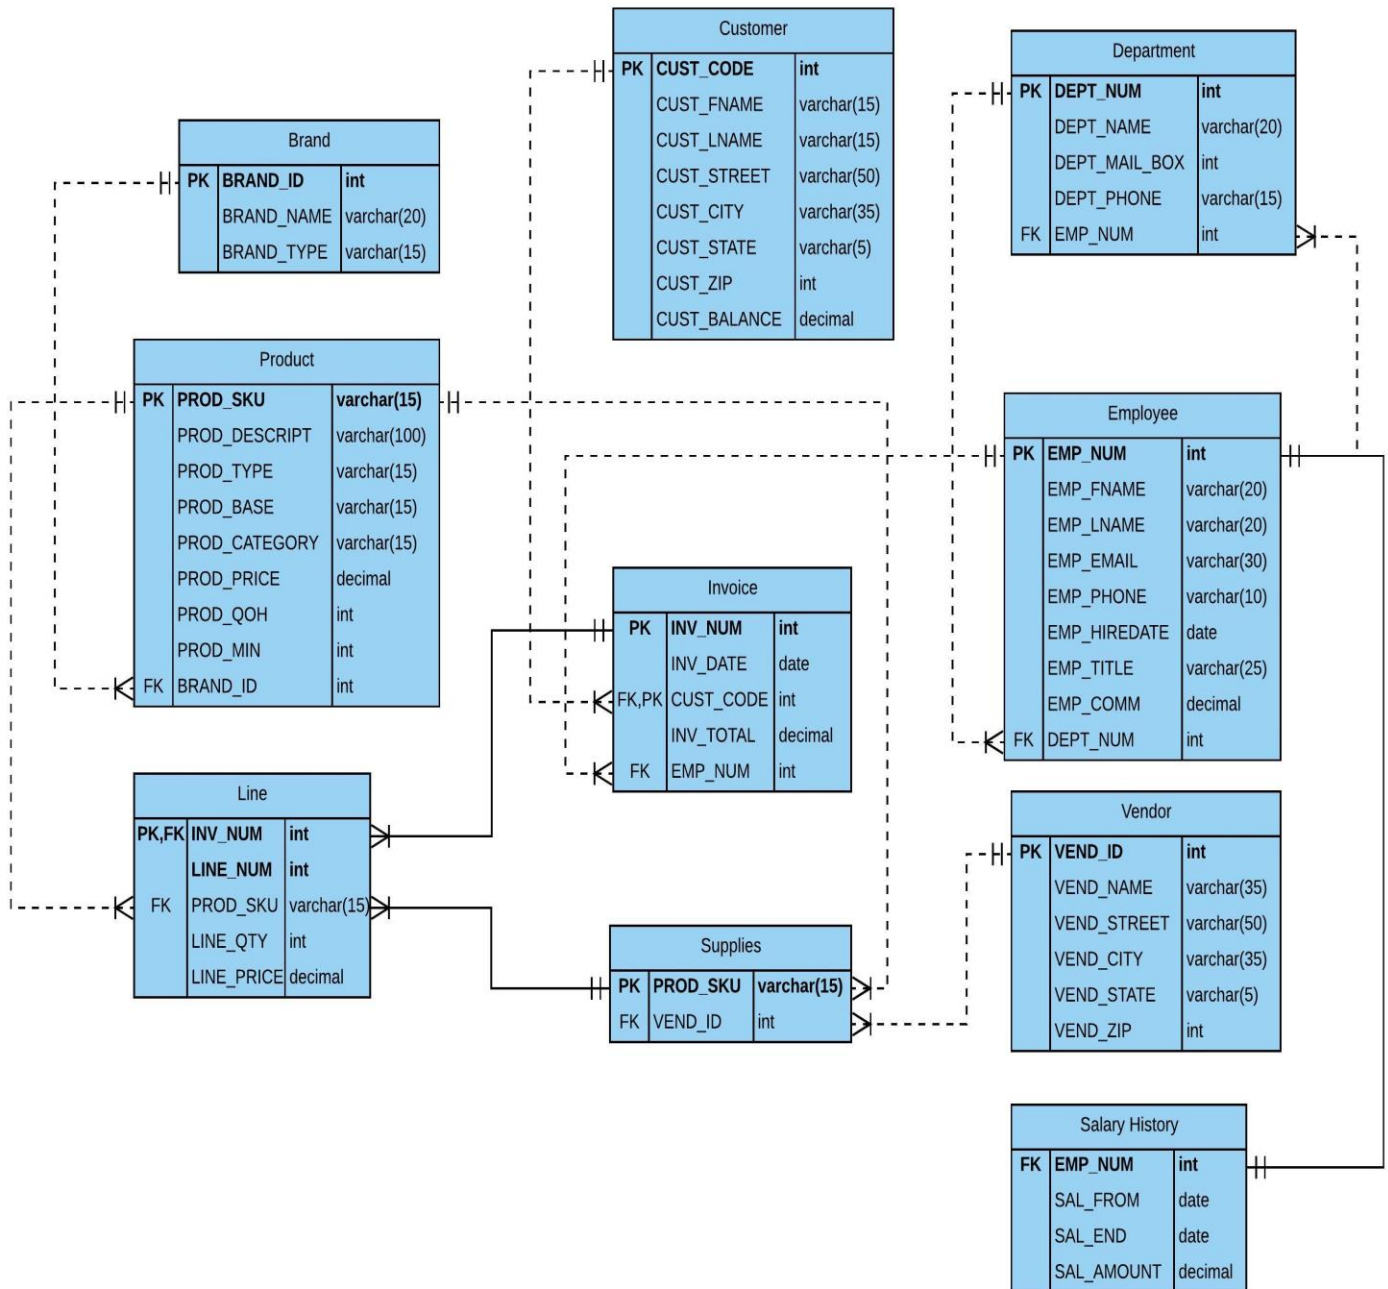 Customer
PK CUST_CODE int
CUST_FNAME varchar(15)
CUST_LNAME varchar(15)
CUST_STREET varchar(50)
CUST_CITY varchar(35)
CUST_STATE varchar(5)
CUST_ZIP int
CUST_BALANCE decimal
Department
PK DEPT_NUM int
DEPT_NAME varchar(20)
DEPT_MAIL_BOX int
DEPT_PHONE varchar(15)
FK EMP_NUM int
Brand
PK BRAND_ID int
BRAND_NAME varchar(20)
BRAND_TYPE varchar(15)
Product
PK PROD_SKU varchar(15)
PROD_DESCRIPT varchar(100)
PROD_TYPE varchar(15)
PROD_BASE varchar(15)
PROD_CATEGORY varchar(15)
PROD_PRICE decimal
PROD_QOH int
PROD_MIN int
FK BRAND_ID int
Employee
PK EMP_NUM int
EMP_FNAME varchar(20)
EMP_LNAME varchar(20)
EMP_EMAIL varchar(30)
EMP_PHONE varchar(10)
EMP_HIREDATE date
EMP_TITLE varchar(25)
EMP_COMM decimal
FK DEPT_NUM int
Invoice
PK INV_NUM int
INV_DATE date
FK,PK CUST_CODE int
INV_TOTAL decimal
FK EMP_NUM int
Line
PK,FK INV_NUM int
LINE_NUM int
FK PROD_SKU varchar(15)
LINE_QTY int
LINE_PRICE decimal
Vendor
PK VEND_ID int
VEND_NAME varchar(35)
VEND_STREET varchar(50)
VEND_CITY varchar(35)
VEND_STATE varchar(5)
VEND_ZIP int
Supplies
PK PROD_SKU varchar(15)
FK VEND_ID int
Salary History
FK EMP_NUM int
SAL_FROM date
SAL_END date
SAL_AMOUNT decimal